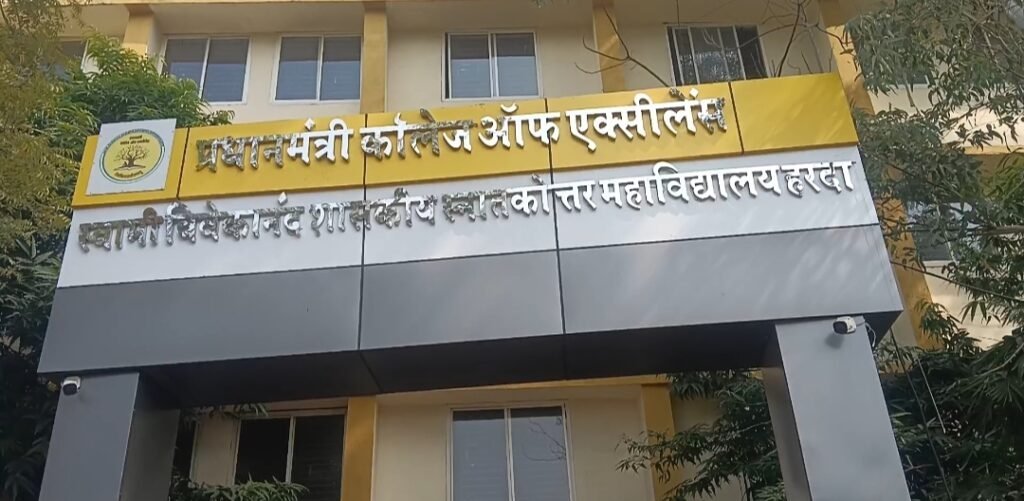 प्रधानमंत्री कॉलेज ऑफ एक्सीलेंस
स्वामी विवेकानंद शासकीय स्नातकोत्तर महाविद्यालय हरदा